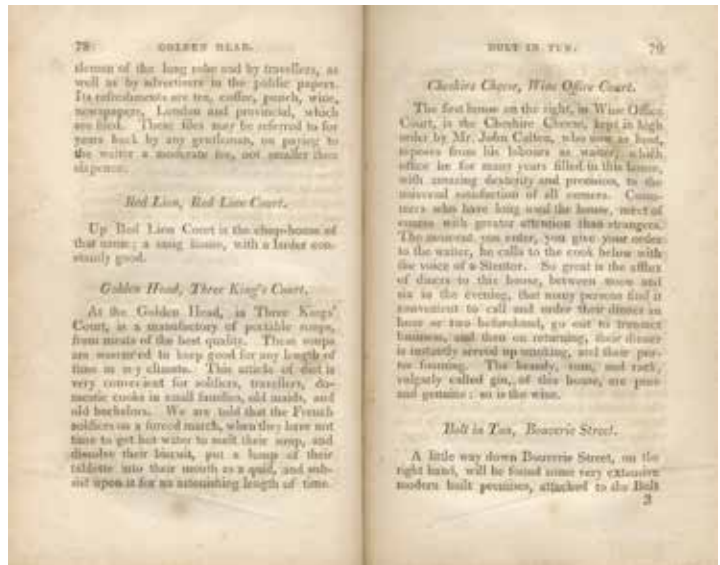 78 GOLDEN HEAD.
tlemen of the long robe and by travellers, as
well as by advertisers in the public papers.
Its refreshments are tea, coffee, punch, wine,
newspapers, London and provincial, which
are filed. These files may be referred to for
years back by any gentleman, on paying to
the waiter a moderate fee, not smaller than
sixpence.
Red Lion, Red Lion Court.
Up Red Lion Court is the chop-house of
that name; a snug house, with a larder con-
stantly good.
Golden Head, Three King's Court.
At the Golden Head, in Three Kings'
Court, is a manufactory of portable soups,
from meats of the best quality. These soups
are warranted to keep good for any length of
time in any climate. This article of diet is
very convenient for soldiers, travellers, do-
mestic cooks in small families, old maids, and
old bachelors. We are told that the French
soldiers on a forced march, when they have not
time to get hot water to melt their soup, and
dissolve their biscuit, put a lump of their
tablette into their mouth as a quid, and sub-
sist upon it for an astonishing length of time.
BOLT IN TUN. 79
Cheshire Cheese, Wine Office Court.
The first house on the right, in Wine Office
Court, is the Cheshire Cheese, kept in high
order by Mr. John Calton, who now as host,
reposes from his labours as waiter, which
office he for many years filled in this house,
with amazing dexterity and precision, to the
universal satisfaction of all comers. Custo-
mers who have long used the house, meet of
course with greater attention than strangers.
The moment you enter, you give your order
to the waiter, he calls to the cook below with
the voice of a Stentor. So great is the afflux
of diners to this house, between noon and
six in the evening, that many persons find it
convenient to call and order their dinner an
hour or two beforehand, go out to transact
business, and then on returning, their dinner
is instantly served up smoking, and their por-
ter foaming. The brandy, rum, and rack,
vulgarly called gin, of this house, are pure
and genuine: so is the wine.
Bolt in Tun, Bouverie Street.
A little way down Bouverie Street, on the
right hand, will be found some very extensive
modern built premises, attached to the Bolt